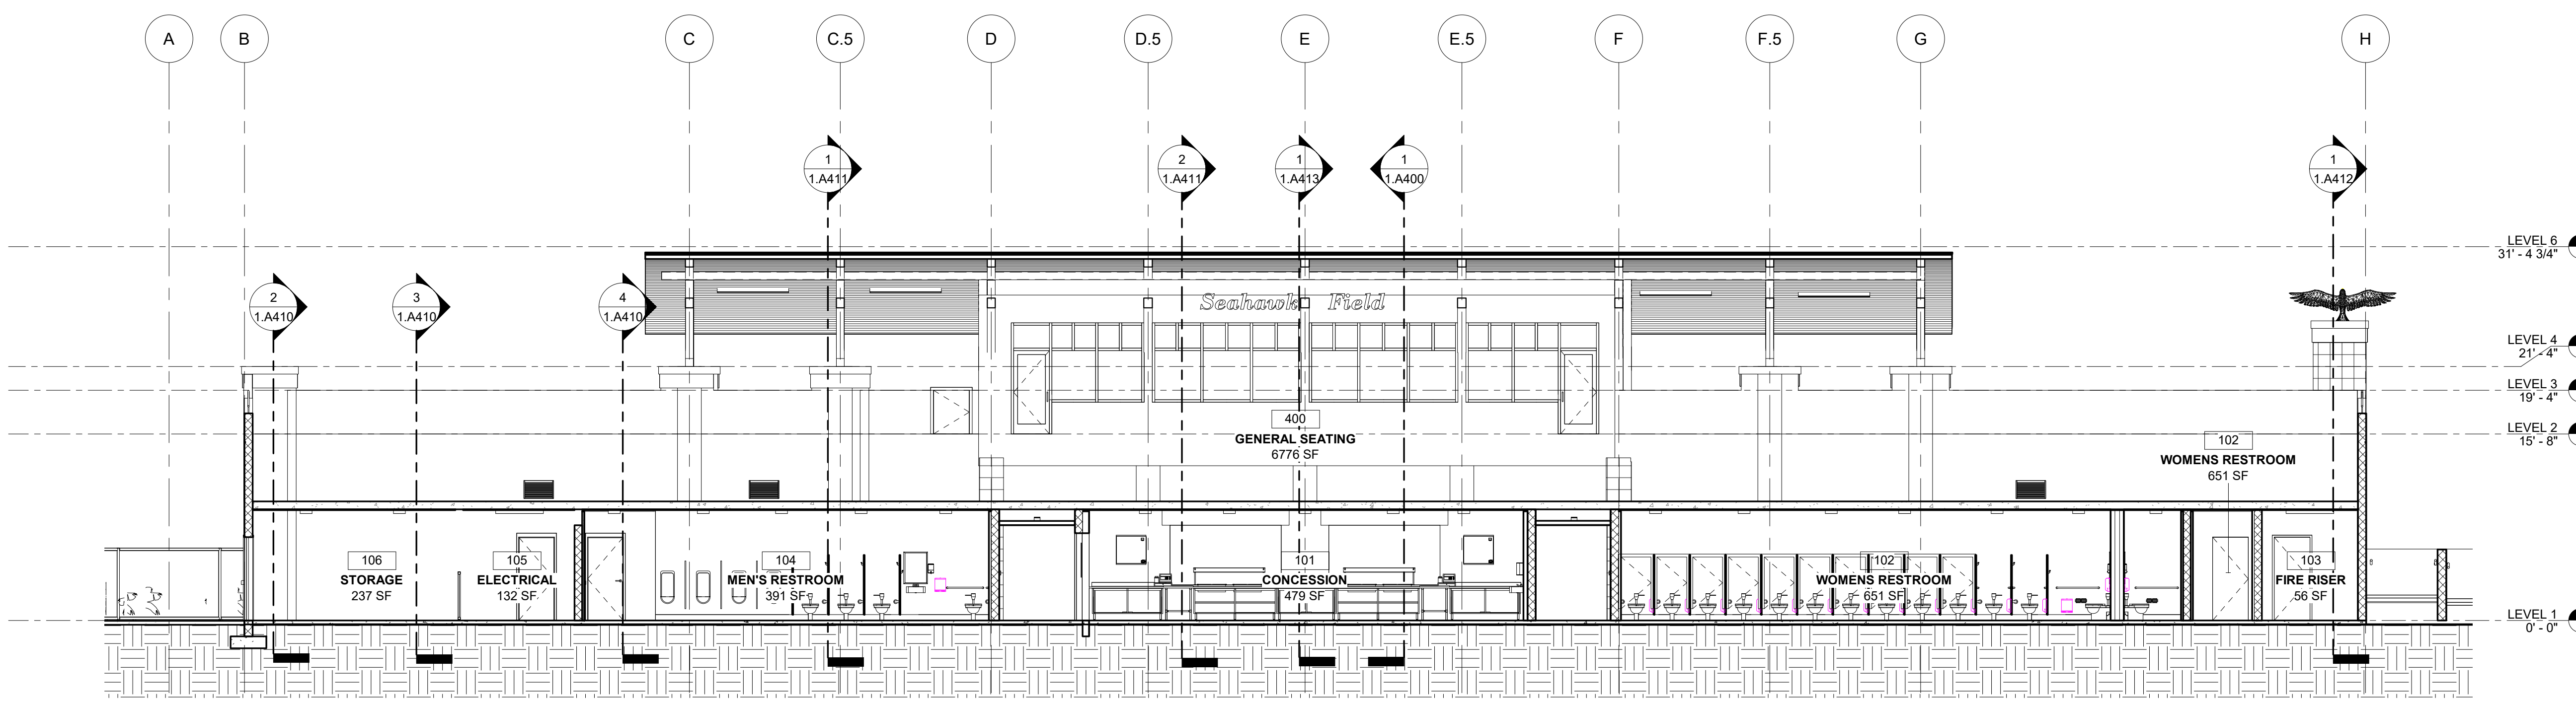 A
B
C
C.5
D
D.5
E
E.5
F
F.5
G
H
1
1.A411
2
1.A411
1
1.A413
1
1.A400
1
1.A412
LEVEL 6
31' - 4 3/4"
2
1.A410
3
1.A410
4
1.A410
Seahawk Field
LEVEL 4
21' - 4"
LEVEL 3
19' - 4"
LEVEL 2
15' - 8"
400
GENERAL SEATING
6776 SF
102
WOMENS RESTROOM
651 SF
106
STORAGE
237 SF
105
ELECTRICAL
132 SF
104
MEN'S RESTROOM
391 SF
101
CONCESSION
479 SF
102
WOMENS RESTROOM
651 SF
103
FIRE RISER
56 SF
LEVEL 1
0' - 0"